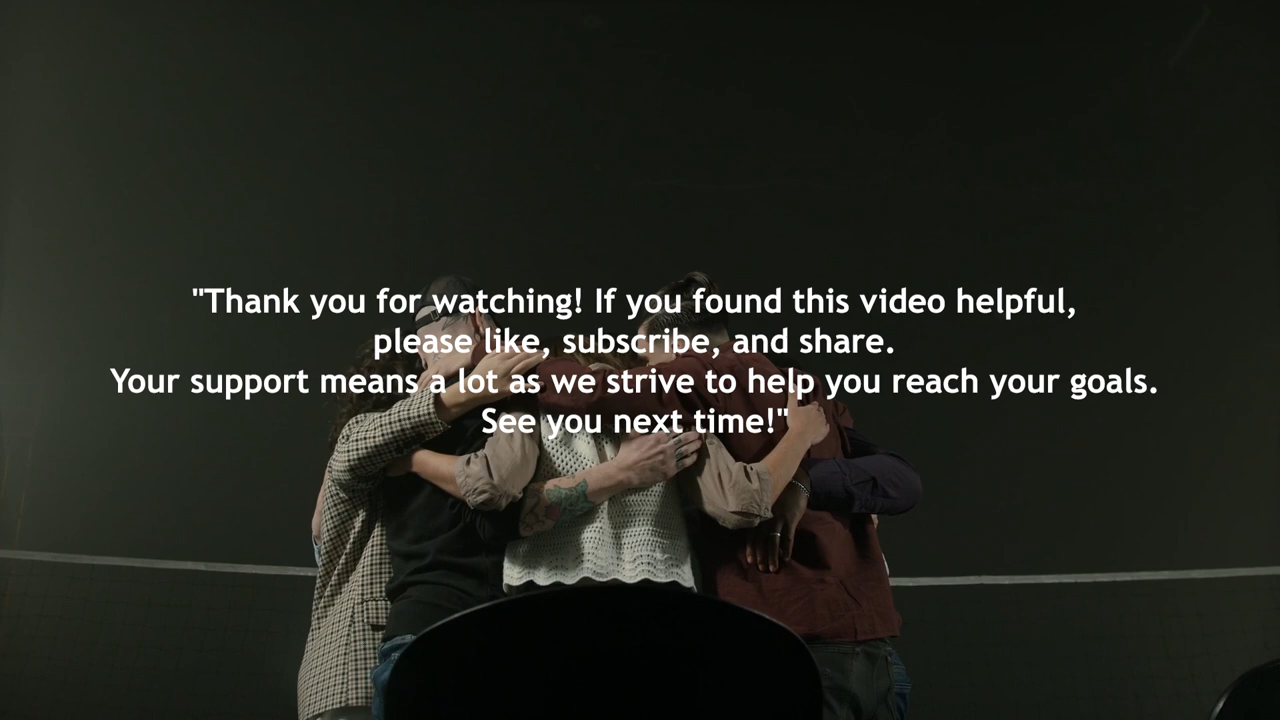 "Thank you for watching! If you found this video helpful,
please like, subscribe, and share.
Your support means a lot as we strive to help you reach your goals.
See you next time!"